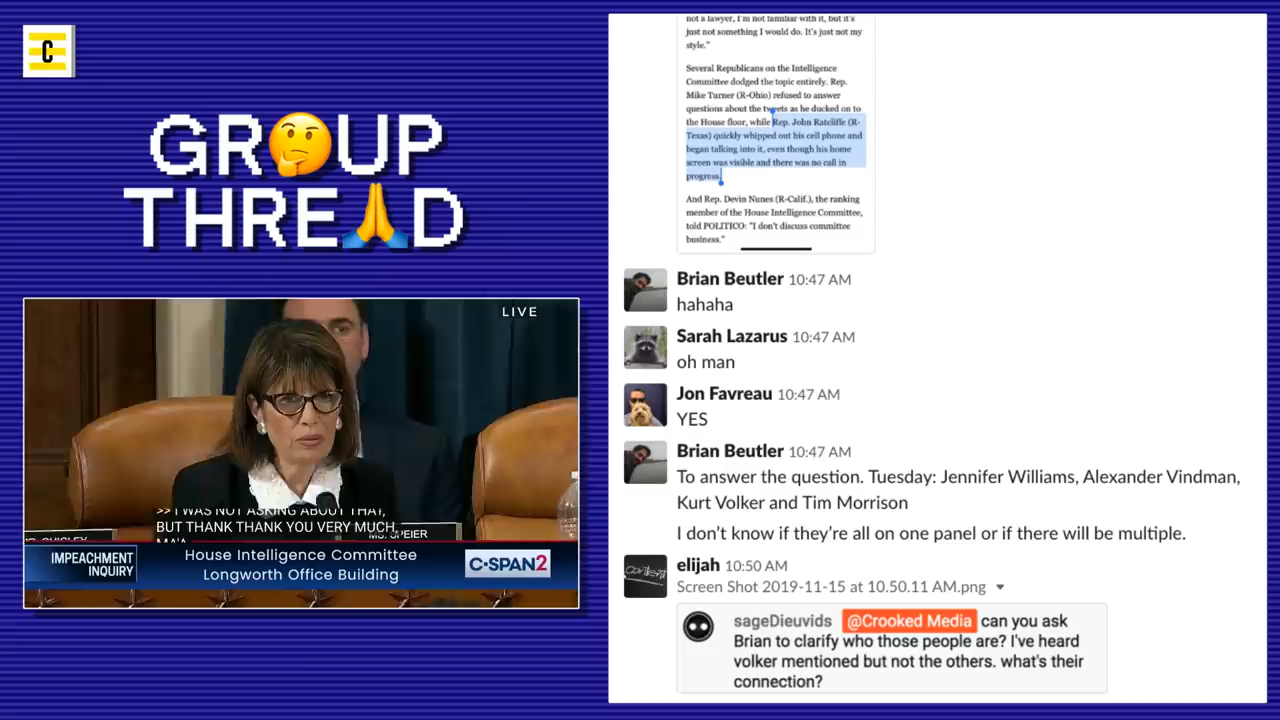 C
GROUP
THREAD
LIVE
>> I WAS NOT ASKING ABOUT THAT,
BUT THANK THANK YOU VERY MUCH,
MA'A
MS. SPEIER
IMPEACHMENT
INQUIRY
House Intelligence Committee
Longworth Office Building
C-SPAN2
not a lawyer, I'm not familiar with it, but it's
just not something I would do. It's just not my
style."
Several Republicans on the Intelligence
Committee dodged the topic entirely. Rep.
Mike Turner (R-Ohio) refused to answer
questions about the tweets as he ducked on to
the House floor, while Rep. John Ratcliffe (R-
Texas) quickly whipped out his cell phone and
began talking into it, even though his home
screen was visible and there was no call in
progress.
And Rep. Devin Nunes (R-Calif.), the ranking
member of the House Intelligence Committee,
told POLITICO: "I don't discuss committee
business."
Brian Beutler 10:47 AM
hahaha
Sarah Lazarus 10:47 AM
oh man
Jon Favreau 10:47 AM
YES
Brian Beutler 10:47 AM
To answer the question. Tuesday: Jennifer Williams, Alexander Vindman,
Kurt Volker and Tim Morrison
I don't know if they're all on one panel or if there will be multiple.
elijah 10:50 AM
content
Screen Shot 2019-11-15 at 10.50.11 AM.png
sageDieuvids @Crooked Media can you ask
Brian to clarify who those people are? I've heard
volker mentioned but not the others. what's their
connection?